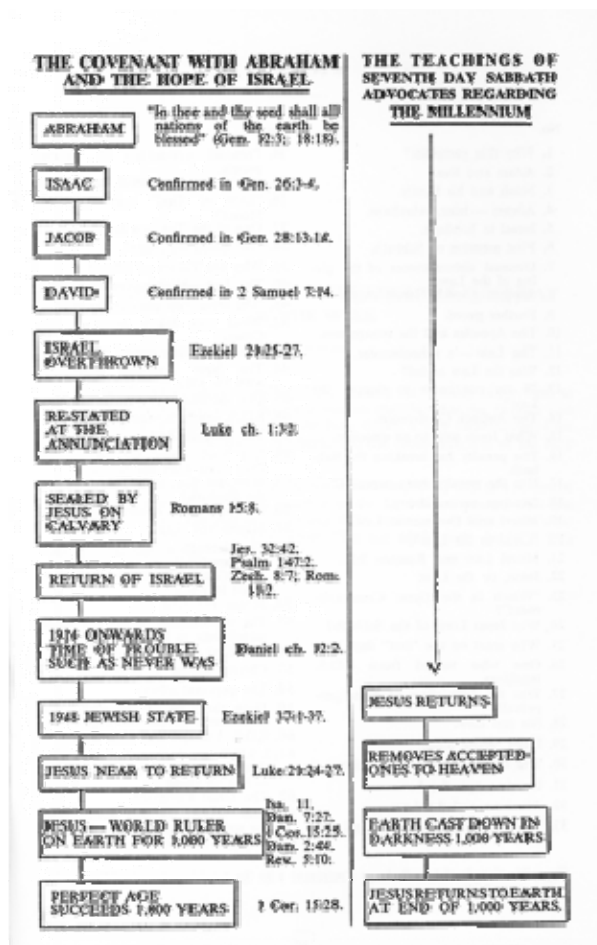 THE COVENANT WITH ABRAHAM
AND THE HOPE OF ISRAEL
ABRAHAM
"In thee and thy seed shall all
nations of the earth be
blessed" (Gen. 12:3; 18:18).
ISAAC
Confirmed in Gen. 26:3-4.
JACOB
Confirmed in Gen. 28:13-14.
DAVID
Confirmed in 2 Samuel 7:14.
ISRAEL
OVERTHROWN
Ezekiel 21:25-27.
RE-STATED
AT THE
ANNUNCIATION
Luke ch. 1:32.
SEALED BY
JESUS ON
CALVARY
Romans 15:8.
RETURN OF ISRAEL
Jer. 32:42.
Psalm 147:2.
Zech. 8:7; Rom.
1914 ONWARDS
TIME OF TROUBLE
SUCH AS NEVER WAS
Daniel ch. 12:2.
1948 JEWISH STATE
Ezekiel
JESUS NEAR TO RETURN
Luke 21:24-27.
JESUS — WORLD RULER
ON EARTH FOR 1,000 YEARS
Isa. 11.
Dan. 7:27.
1 Cor. 15:25.
Dan. 2:44.
Rev. 5:10.
PERFECT AGE
SUCCEEDS 1,000 YEARS
1 Cor. 15:28.
THE TEACHINGS OF
SEVENTH DAY SABBATH
ADVOCATES REGARDING
THE MILLENNIUM
JESUS RETURNS
REMOVES ACCEPTED
ONES TO HEAVEN
EARTH CAST DOWN IN
DARKNESS 1,000 YEARS
JESUS RETURNS TO EARTH
AT END OF 1,000 YEARS.